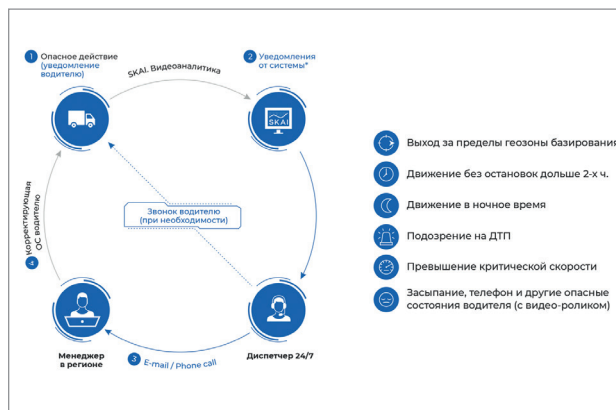 1 Опасное действие
(уведомление
водителю)
SKAI. Видеоаналитика
2 Уведомления
от системы*
SKAI
Звонок водителю
(при необходимости)
Корректирующая
ОС водителю
4
Менеджер
в регионе
3 E-mail / Phone call
Диспетчер 24/7
Выход за пределы геозоны базирования
Движение без остановок дольше 2-х ч.
Движение в ночное время
Подозрение на ДТП
Превышение критической скорости
Засыпание, телефон и другие опасные
состояния водителя (с видео-роликом)